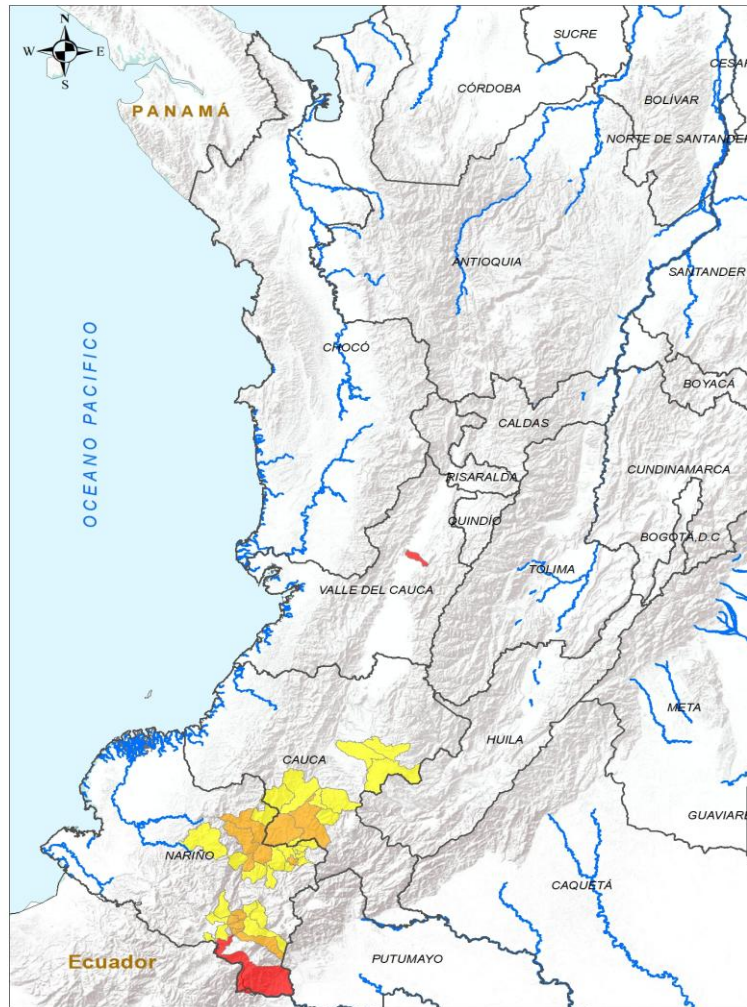 SUCRE
N
W E
S
CÓRDOBA
CESAR
PANAMÁ
BOLÍVAR
NORTE DE SANTANDER
ANTIOQUIA
SANTANDER
OCEANO PACIFICO
CHOCÓ
BOYACÁ
CALDAS
RISARALDA
CUNDINAMARCA
QUINDÍO
BOGOTÁ,D.C
TOLIMA
VALLE DEL CAUCA
META
HUILA
CAUCA
GUAVIARE
NARIÑO
CAQUETÁ
Ecuador
PUTUMAYO